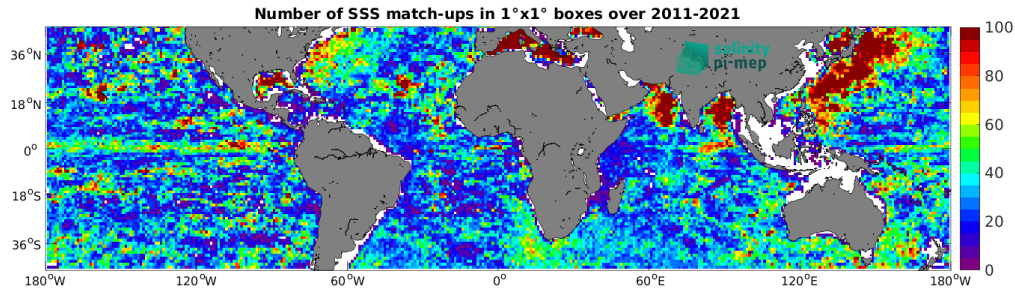 Number of SSS match-ups in 1°x1° boxes over 2011-2021
36°N
18°N
0°
18°S
36°S
180°W 120°W 60°W 0° 60°E 120°E 180°W
salinity
pi-mep
100
80
60
40
20
0